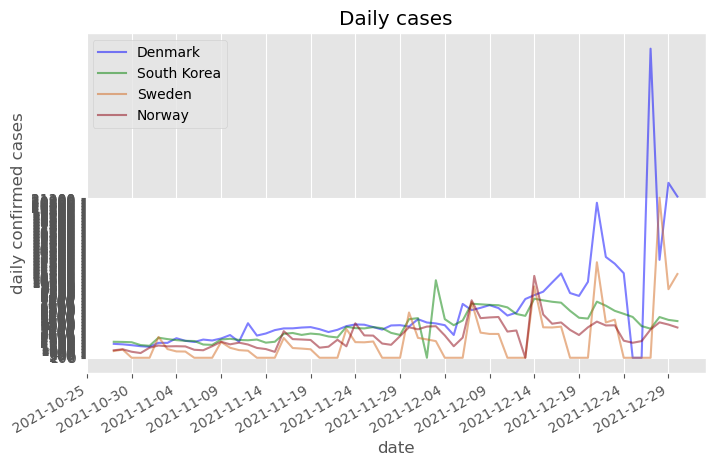 Daily cases
Denmark
South Korea
Sweden
Norway
daily confirmed cases
2021-10-25
2021-10-30
2021-11-04
2021-11-09
2021-11-14
2021-11-19
2021-11-24
2021-11-29
2021-12-04
2021-12-09
2021-12-14
2021-12-19
2021-12-24
2021-12-29
date